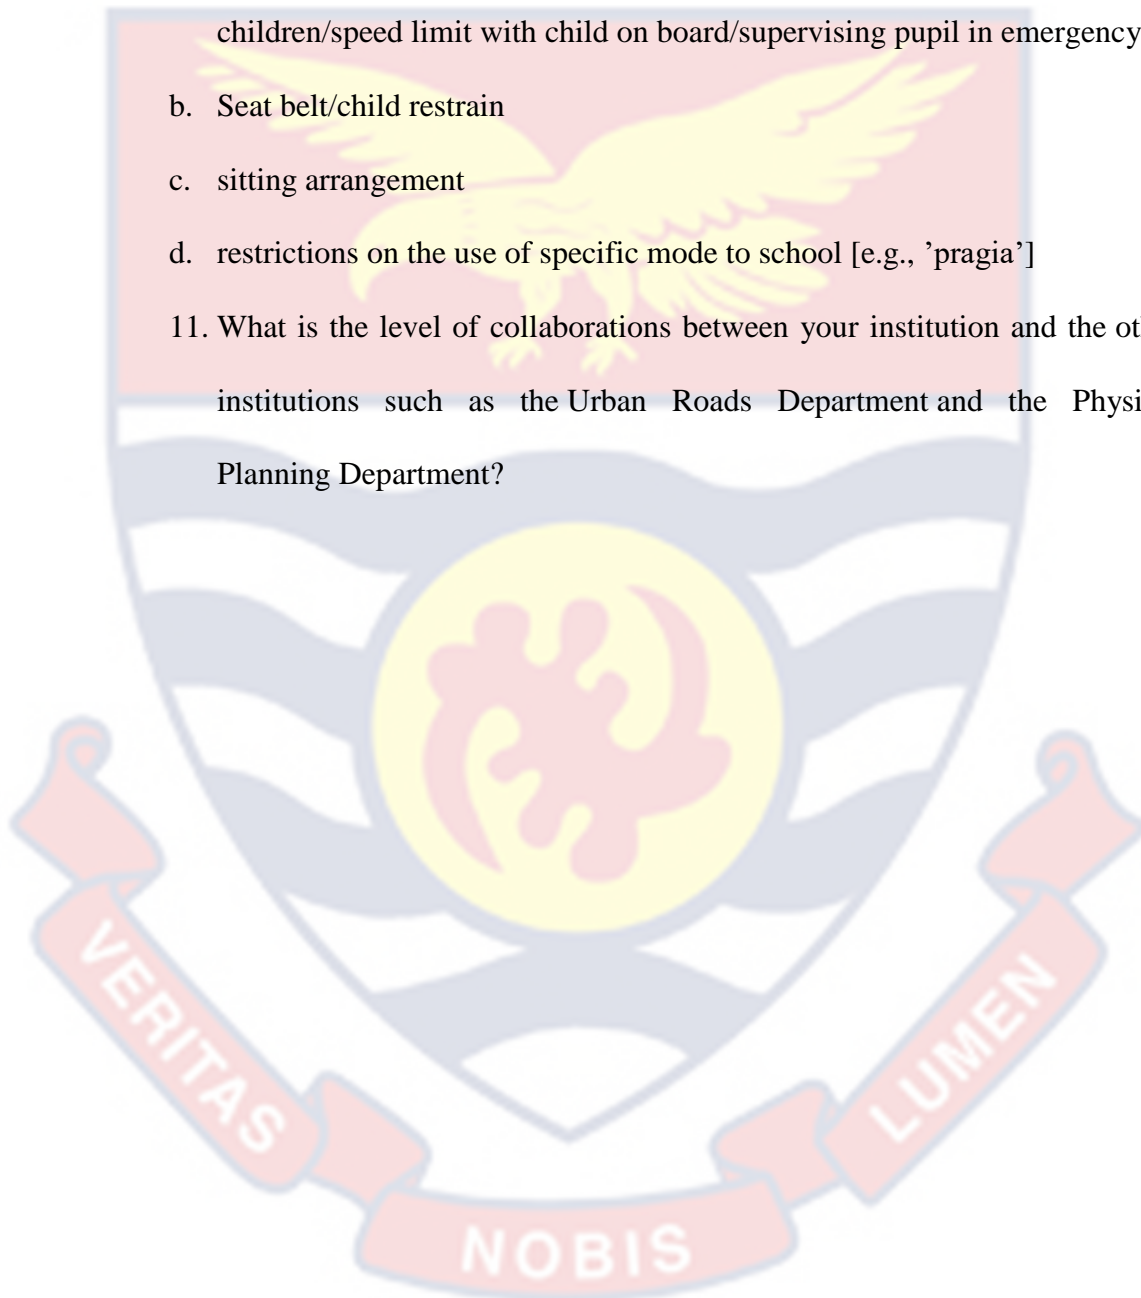 children/speed limit with child on board/supervising pupil in emergency
b. Seat belt/child restrain
c. sitting arrangement
d. restrictions on the use of specific mode to school [e.g., ’pragia’]
11. What is the level of collaborations between your institution and the
institutions such as the Urban Roads Department and the
Planning Department?
VERITAS
NOBIS
LUMEN